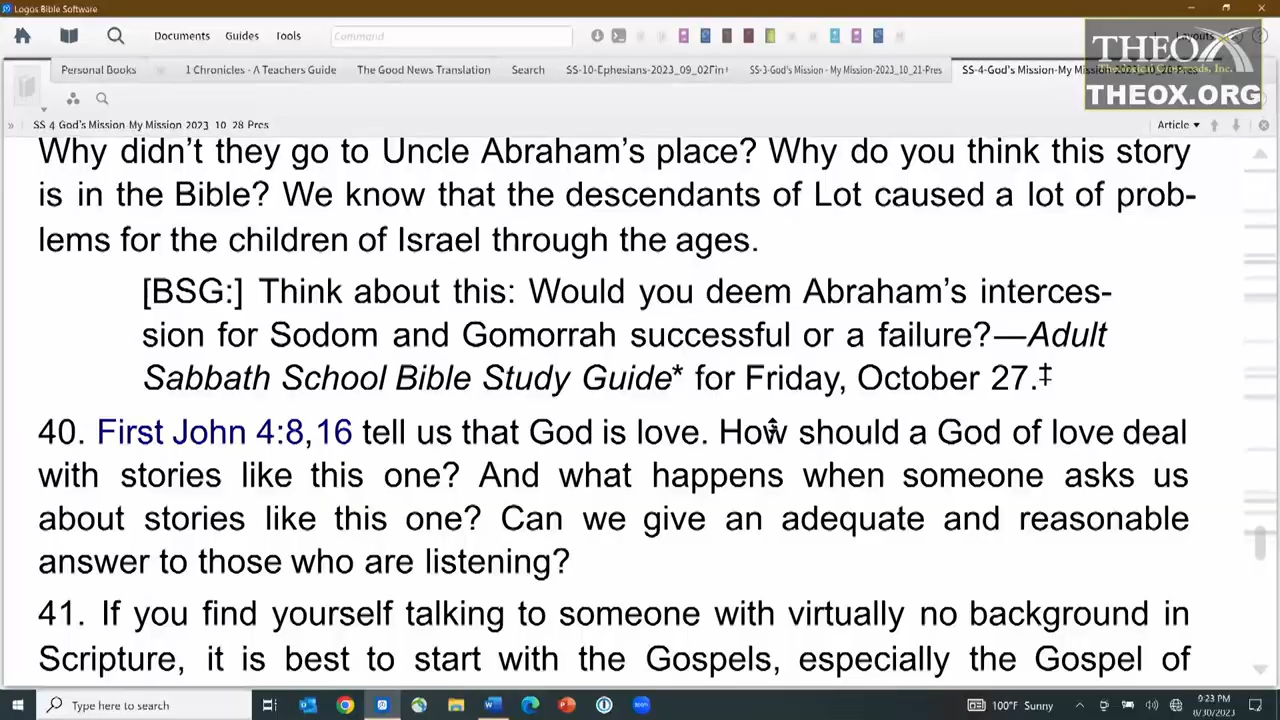 Logos Bible Software
Documents Guides Tools Command
THEOX
Theological Crossroads, Inc.
THEOX.ORG
Personal Books 1 Chronicles - A Teachers Guide Search SS-10-Ephesians-2023_09_02Fin SS-3-God's Mission - My Mission-2023_10_21-Pres SS-4-God's Mission-My
SS 4 God's Mission-My Mission 2023 10 28 Pres Article
Why didn't they go to Uncle Abraham's place? Why do you think this story
is in the Bible? We know that the descendants of Lot caused a lot of prob-
lems for the children of Israel through the ages.
[BSG:] Think about this: Would you deem Abraham's interces-
sion for Sodom and Gomorrah successful or a failure?—Adult
Sabbath School Bible Study Guide* for Friday, October 27.‡
40. First John 4:8,16 tell us that God is love. How should a God of love deal
with stories like this one? And what happens when someone asks us
about stories like this one? Can we give an adequate and reasonable
answer to those who are listening?
41. If you find yourself talking to someone with virtually no background in
Scripture, it is best to start with the Gospels, especially the Gospel of
Type here to search 100°F Sunny 9:23 PM
8/30/2023